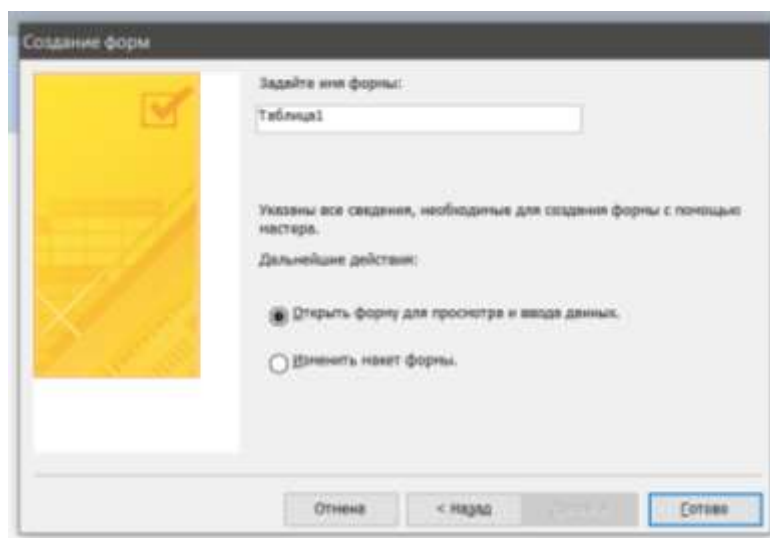 Создание форм
Задайте имя формы:
Таблица1
Указаны все сведения, необходимые для создания формы с помощью
мастера.
Дальнейшие действия:
Открыть форму для просмотра и ввода данных.
Изменить макет формы.
Отмена
< Назад
Готово